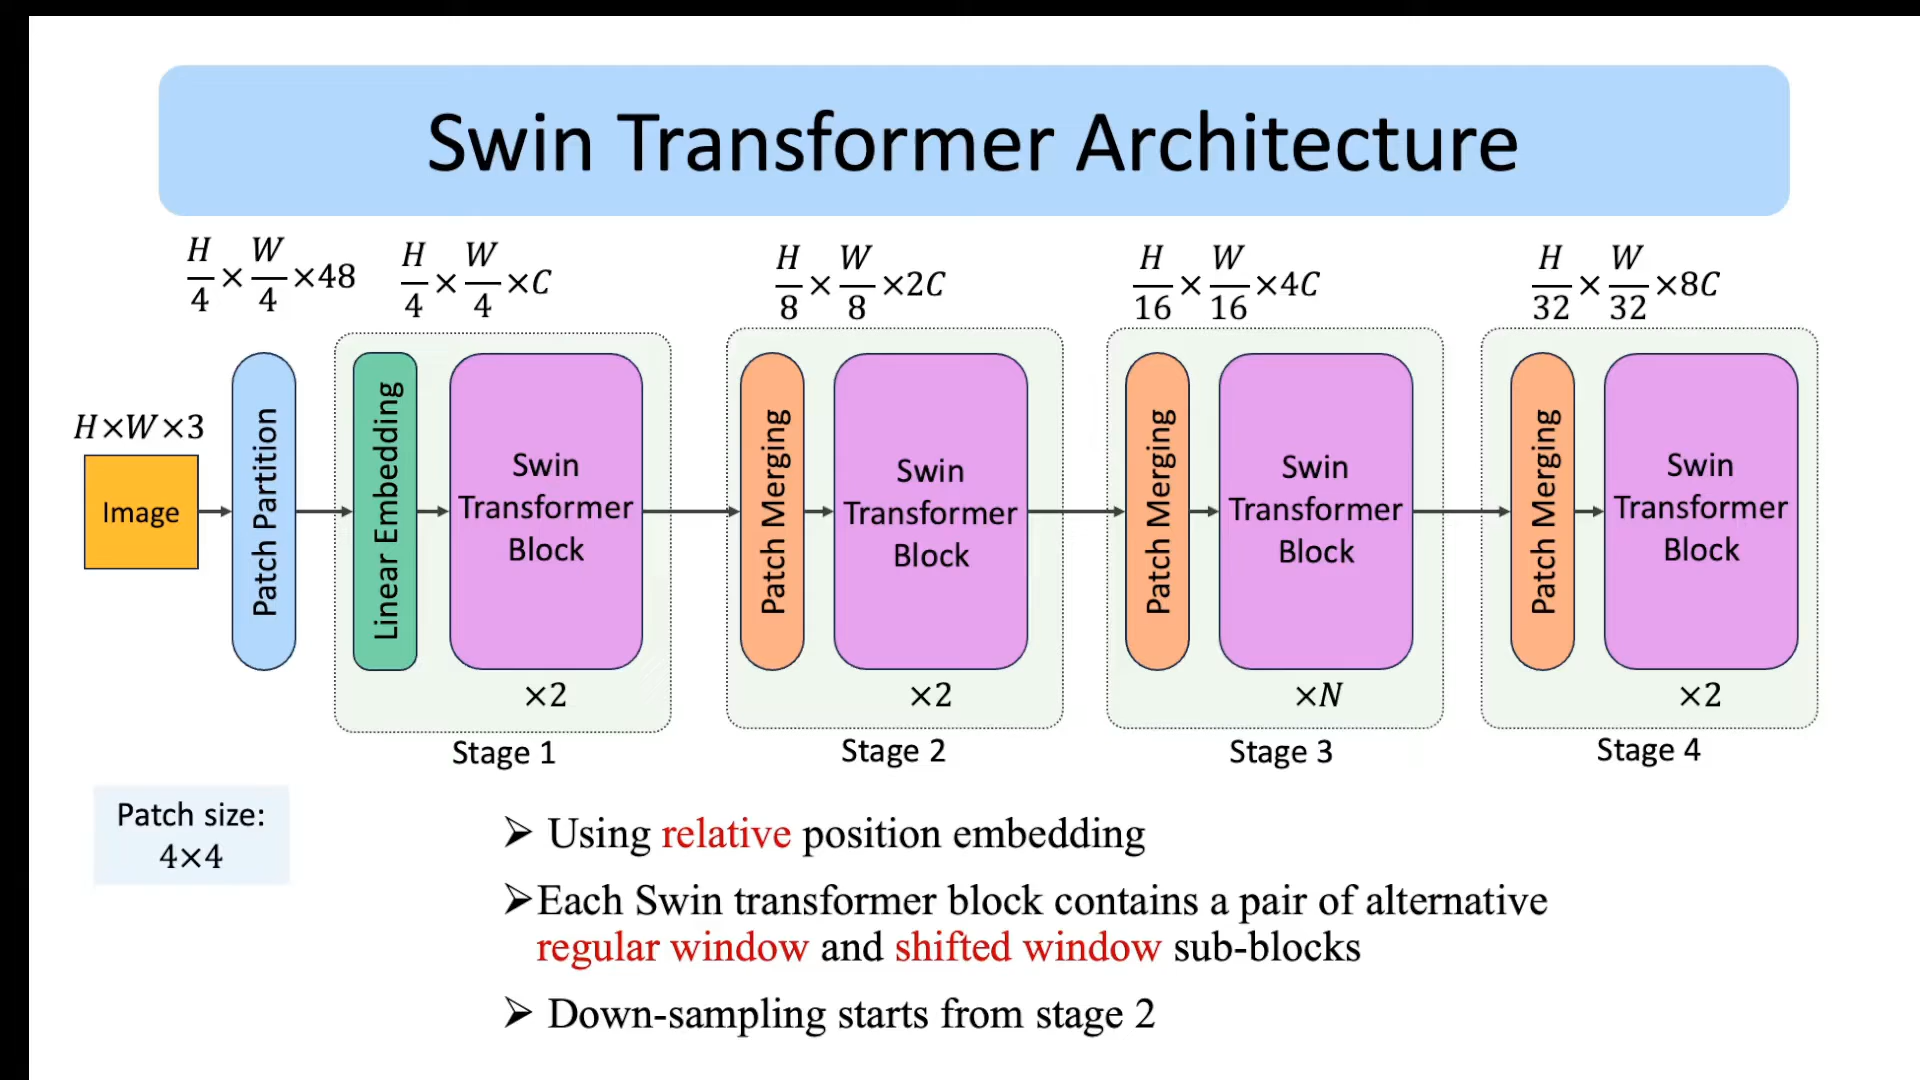 Swin Transformer Architecture
H/4 × W/4 ×48
H/4 × W/4 ×C
H/8 × W/8 ×2C
H/16 × W/16 ×4C
H/32 × W/32 ×8C
H×W×3
Image
Patch Partition
Linear Embedding
Swin
Transformer
Block
×2
Stage 1
Patch Merging
Swin
Transformer
Block
×2
Stage 2
Patch Merging
Swin
Transformer
Block
×N
Stage 3
Patch Merging
Swin
Transformer
Block
×2
Stage 4
Patch size:
4×4
➢ Using relative position embedding
➢Each Swin transformer block contains a pair of alternative
regular window and shifted window sub-blocks
➢ Down-sampling starts from stage 2